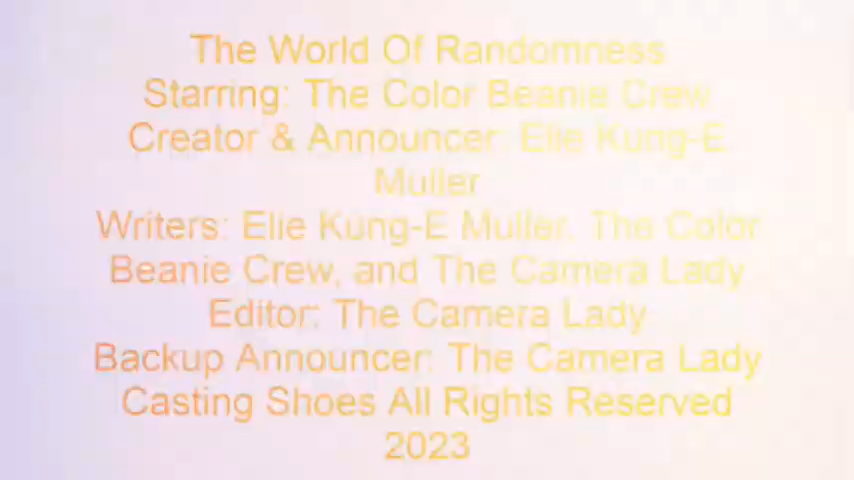 The World Of Randomness
Starring: The Color Beanie Crew
Creator & Announcer: Elie Kung-E
Muller
Writers: Elie Kung-E Muller, The Color
Beanie Crew, and The Camera Lady
Editor: The Camera Lady
Backup Announcer: The Camera Lady
Casting Shoes All Rights Reserved
2023